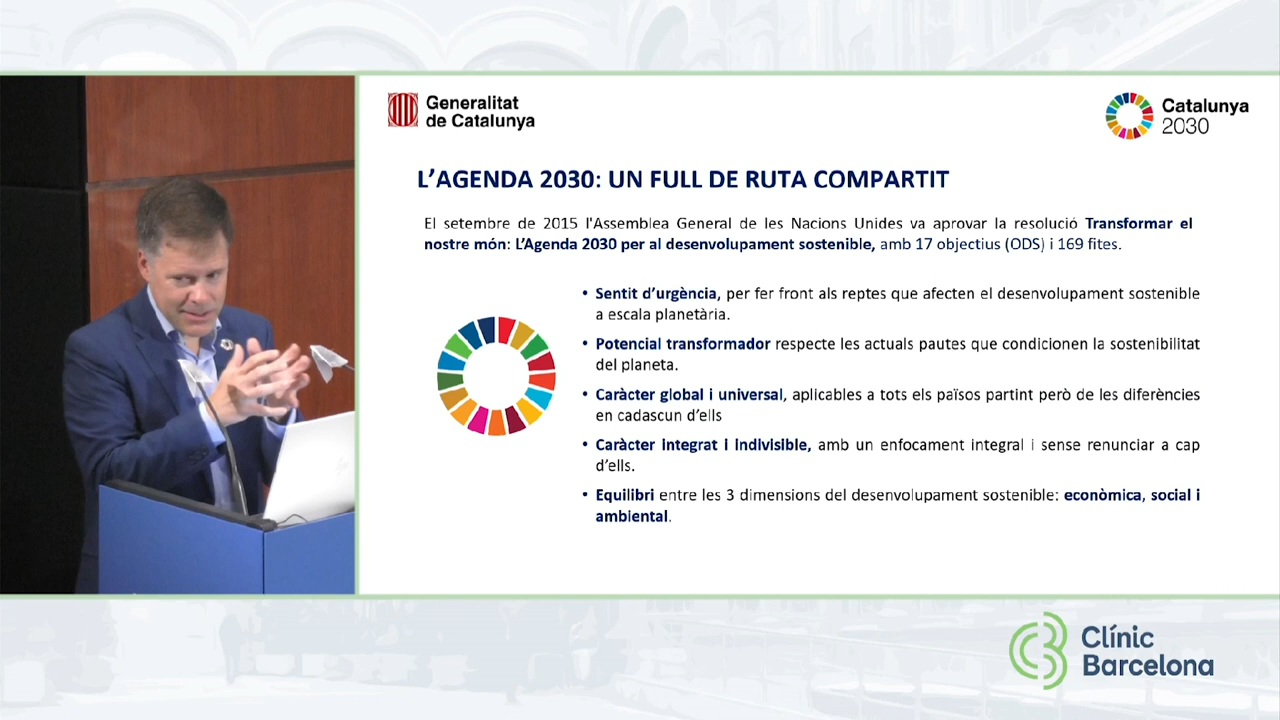 Generalitat
de Catalunya
Catalunya
2030
L'AGENDA 2030: UN FULL DE RUTA COMPARTIT
El setembre de 2015 l'Assemblea General de les Nacions Unides va aprovar la resolució Transformar el
nostre món: L'Agenda 2030 per al desenvolupament sostenible, amb 17 objectius (ODS) i 169 fites.
• Sentit d'urgència, per fer front als reptes que afecten el desenvolupament sostenible
a escala planetària.
• Potencial transformador respecte les actuals pautes que condicionen la sostenibilitat
del planeta.
• Caràcter global i universal, aplicables a tots els països partint però de les diferències
en cadascun d'ells
• Caràcter integrat i indivisible, amb un enfocament integral i sense renunciar a cap
d'ells.
• Equilibri entre les 3 dimensions del desenvolupament sostenible: econòmica, social i
ambiental.
Clínic
Barcelona